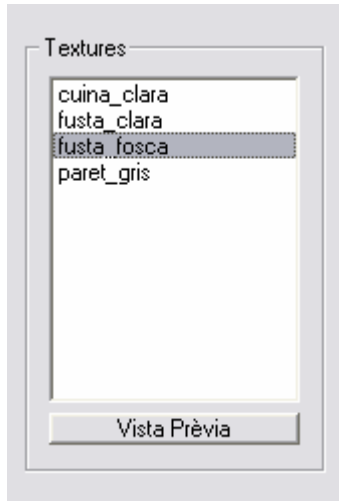 Textures
cuina_clara
fusta_clara
fusta_fosca
paret_gris
Vista Prèvia